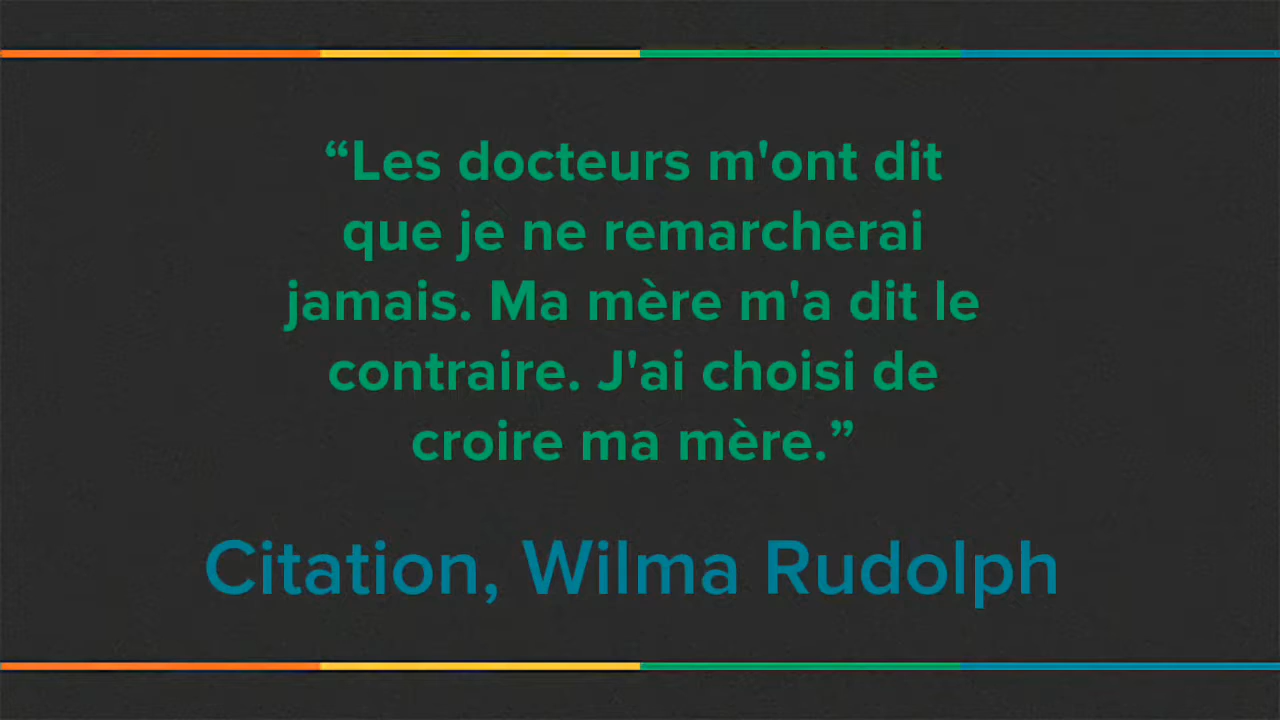 “Les docteurs m'ont dit
que je ne remarcherai
jamais. Ma mère m'a dit le
contraire. J'ai choisi de
croire ma mère.”
Citation, Wilma Rudolph